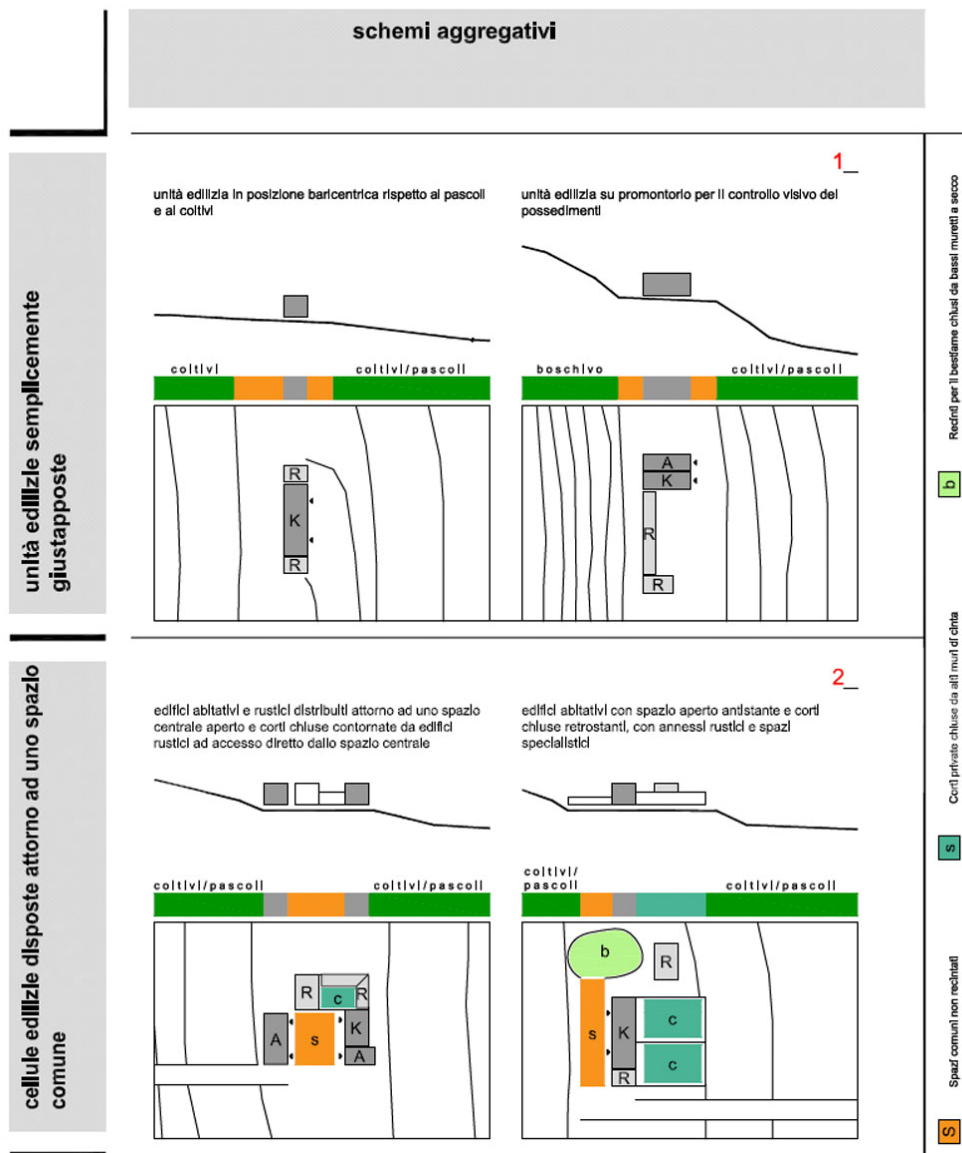 schemi aggregativi
unità edilizie semplicemente
giustapposte
1_
unità edilizia in posizione baricentrica rispetto ai pascoli
e ai coltivi
coltivi
coltivi/pascoli
R
K
R
unità edilizia su promontorio per il controllo visivo dei
possedimenti
boschivo
coltivi/pascoli
A
K
R
R
cellule edilizie disposte attorno ad uno spazio
comune
2_
edifici abitativi e rustici distribuiti attorno ad uno spazio
centrale aperto e corti chiuse contornate da edifici
rustici ad accesso diretto dallo spazio centrale
coltivi/pascoli
coltivi/pascoli
R
c
R
A
s
K
A
edifici abitativi con spazio aperto antistante e corti
chiuse retrostanti, con annessi rustici e spazi
specialistici
coltivi/
pascoli
coltivi/pascoli
b
R
s
K
c
c
R
Recinti per il bestiame chiusi da bassi muretti a secco
b
Corti private chiuse da alti muri di cinta
s
Spazi comuni non recintati
S